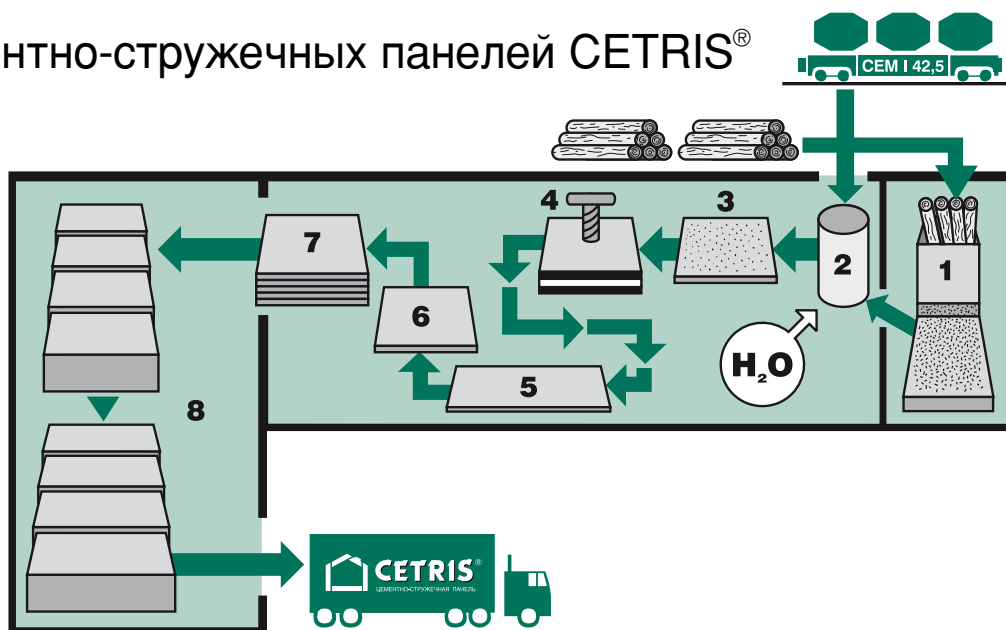 нтно-стружечных панелей CETRIS®
CEM I 42,5
4
3
7
2
1
6
H₂O
5
8
CETRIS®
ЦЕМЕНТНО-СТРУЖЕЧНАЯ ПАНЕЛЬ